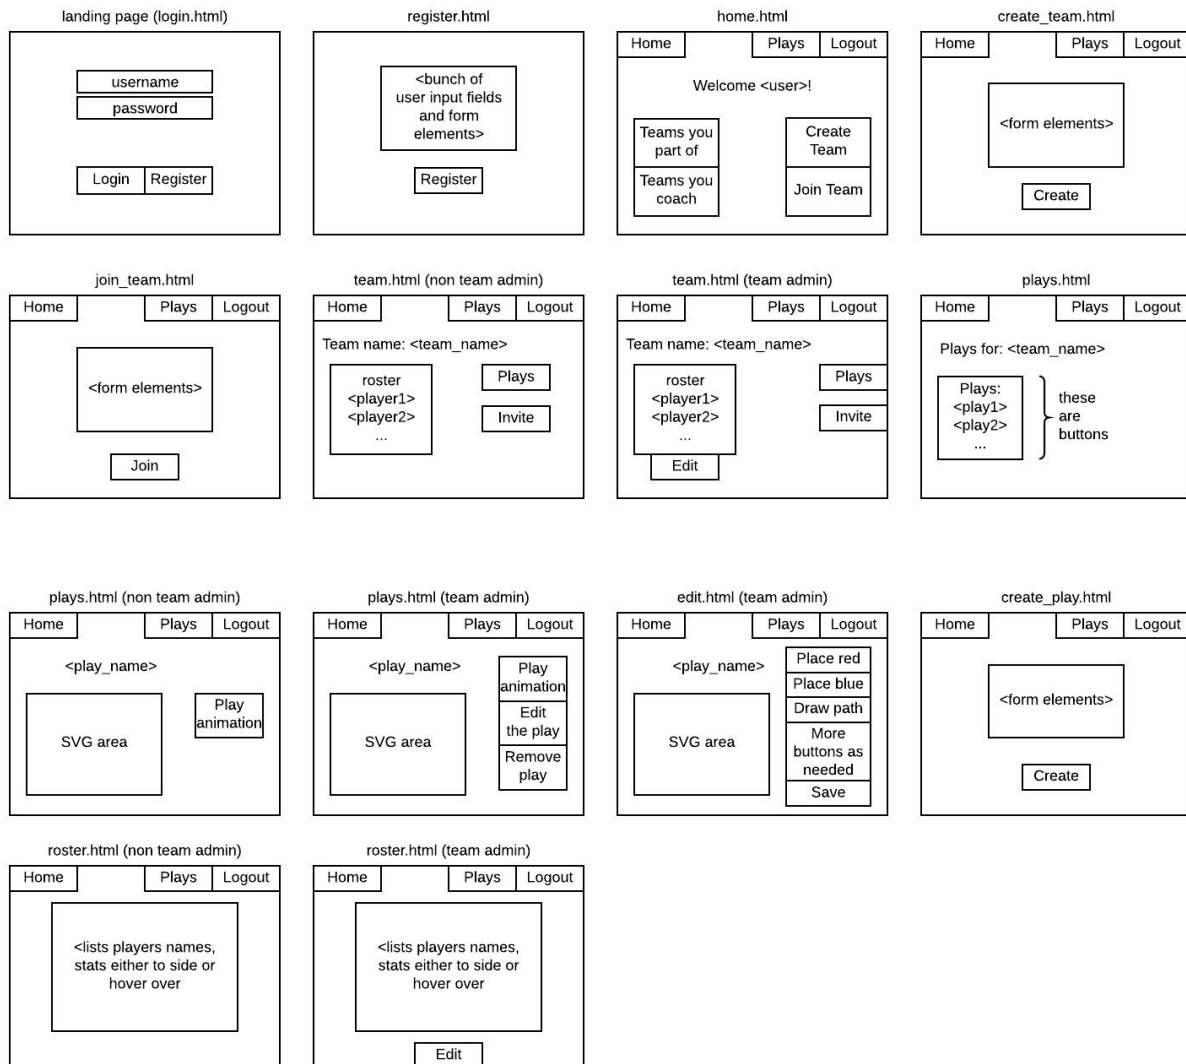 landing page (login.html)
username
password
Login
Register
register.html
<bunch of
user input fields
and form
elements>
Register
home.html
Home
Plays
Logout
Welcome <user>!
Teams you
part of
Teams you
coach
Create
Team
Join Team
create_team.html
Home
Plays
Logout
<form elements>
Create
join_team.html
Home
Plays
Logout
<form elements>
Join
team.html (non team admin)
Home
Plays
Logout
Team name: <team_name>
roster
<player1>
<player2>
...
Plays
Invite
team.html (team admin)
Home
Plays
Logout
Team name: <team_name>
roster
<player1>
<player2>
...
Edit
Plays
Invite
plays.html
Home
Plays
Logout
Plays for: <team_name>
Plays:
<play1>
<play2>
...
these
are
buttons
plays.html (non team admin)
Home
Plays
Logout
<play_name>
SVG area
Play
animation
plays.html (team admin)
Home
Plays
Logout
<play_name>
SVG area
Play
animation
Edit
the play
Remove
play
edit.html (team admin)
Home
Plays
Logout
<play_name>
SVG area
Place red
Place blue
Draw path
More
buttons as
needed
Save
create_play.html
Home
Plays
Logout
<form elements>
Create
roster.html (non team admin)
Home
Plays
Logout
<lists players names,
stats either to side or
hover over
roster.html (team admin)
Home
Plays
Logout
<lists players names,
stats either to side or
hover over
Edit